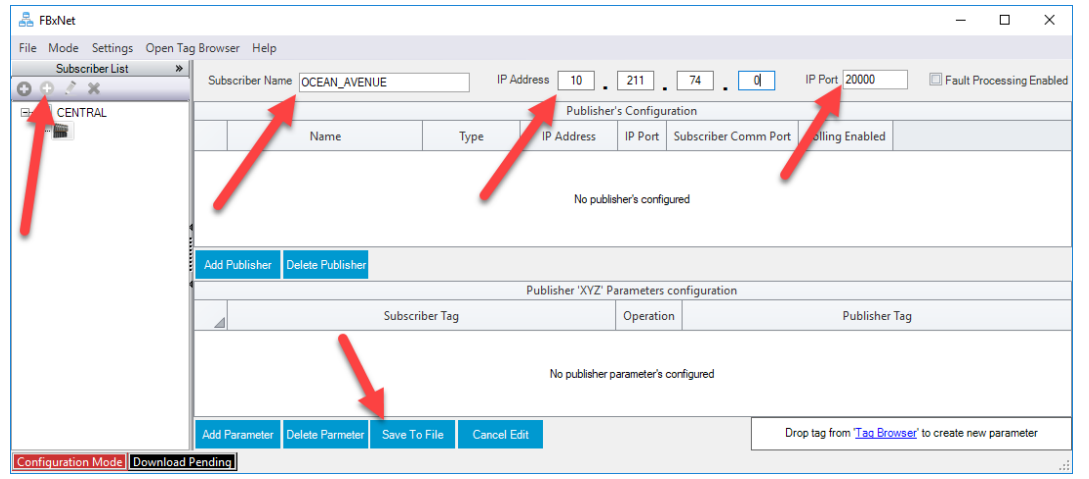 FBxNet
File Mode Settings Open Tag Browser Help
Subscriber List »
Subscriber Name OCEAN_AVENUE IP Address 10 . 211 . 74 . 0 IP Port 20000 Fault Processing Enabled
CENTRAL
Publisher's Configuration
Name Type IP Address IP Port Subscriber Comm Port Polling Enabled
No publisher's configured
Add Publisher Delete Publisher
Publisher 'XYZ' Parameters configuration
Subscriber Tag Operation Publisher Tag
No publisher parameter's configured
Add Parameter Delete Parmeter Save To File Cancel Edit Drop tag from 'Tag Browser' to create new parameter
Configuration Mode Download Pending